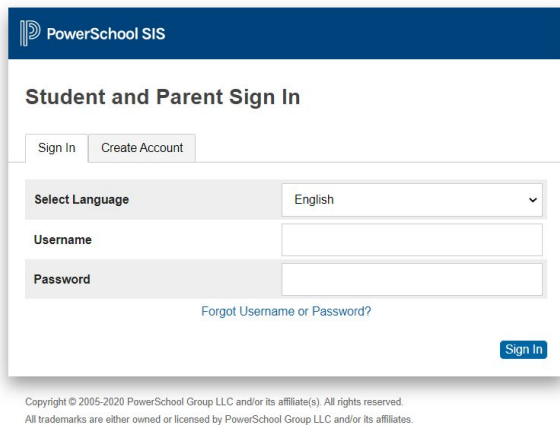 PowerSchool SIS
Student and Parent Sign In
Sign In
Create Account
Select Language
English
Username
Password
Forgot Username or Password?
Sign In
Copyright © 2005-2020 PowerSchool Group LLC and/or its affiliate(s). All rights reserved.
All trademarks are either owned or licensed by PowerSchool Group LLC and/or its affiliates.